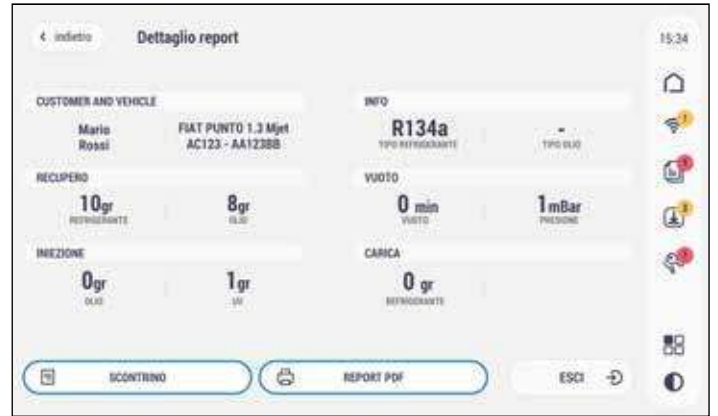 indietro
Dettaglio report
15:34
CUSTOMER AND VEHICLE
Mario
Rossi
FIAT PUNTO 1.3 Mjet
AC123 - AA123BB
INFO
R134a
TIPO REFRIGERANTE
-
TIPO OLIO
RECUPERO
10gr
REFRIGERANTE
8gr
OLIO
VUOTO
0 min
VUOTO
1mBar
PRESSIONE
INIEZIONE
0gr
OLIO
1gr
UV
CARICA
0 gr
REFRIGERANTE
SCONTRINO
REPORT PDF
ESCI